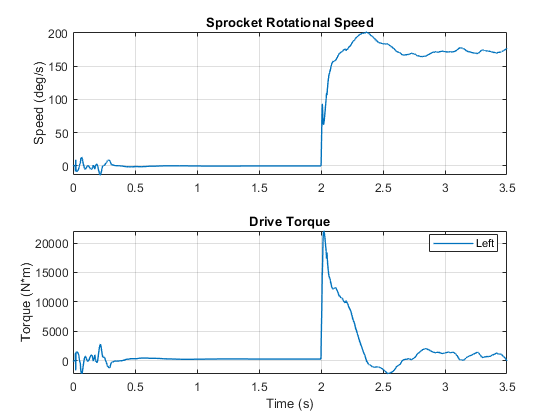 Sprocket Rotational Speed
Speed (deg/s)
200
150
100
50
0
0 0.5 1 1.5 2 2.5 3 3.5
Drive Torque
Left
Torque (N*m)
20000
15000
10000
5000
0
0 0.5 1 1.5 2 2.5 3 3.5
Time (s)